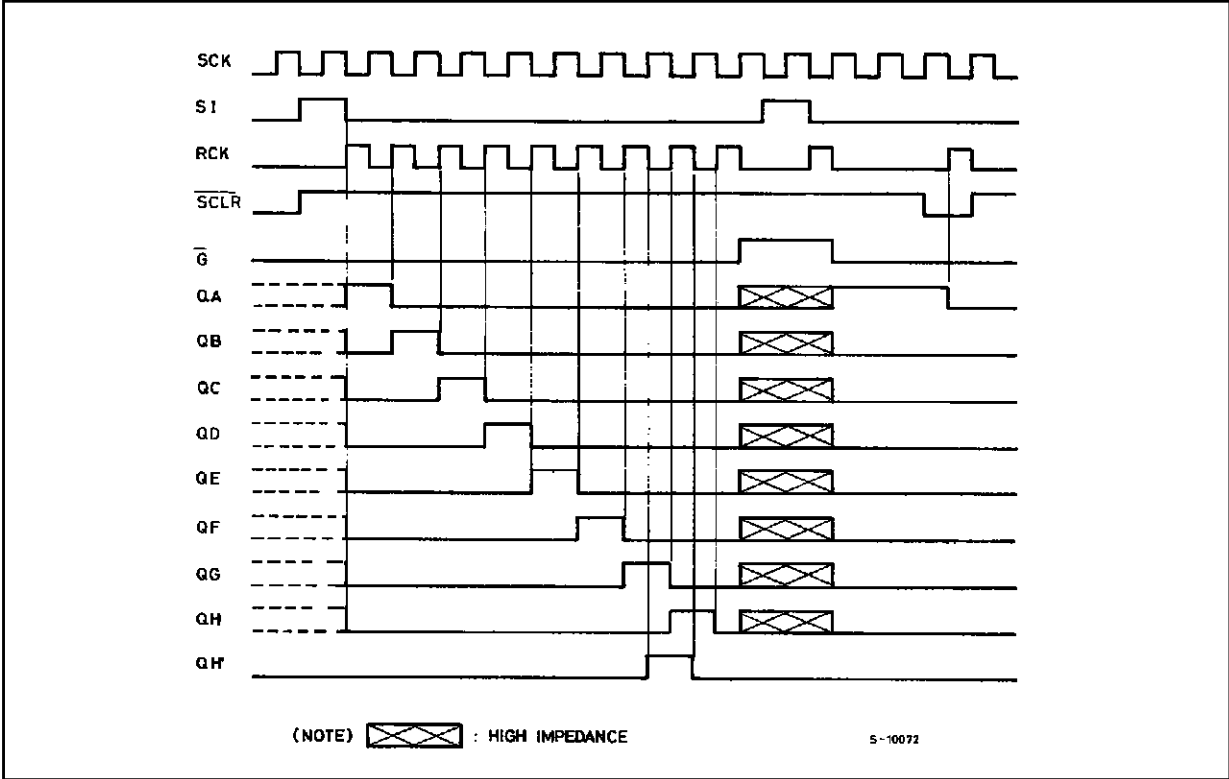 SCK
SI
RCK
SCLR
G
QA
QB
QC
QD
QE
QF
QG
QH
QH'
(NOTE) : HIGH IMPEDANCE
S-10072